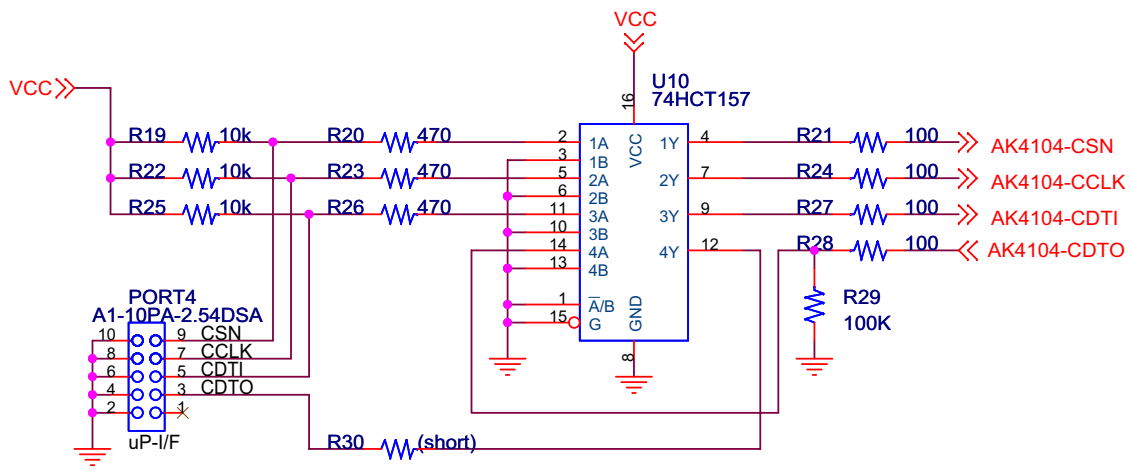 VCC
VCC
U10
74HCT157
16
R19 10k R20 470 2 1A VCC 1Y 4 R21 100 AK4104-CSN
3 1B
R22 10k R23 470 5 2A 2Y 7 R24 100 AK4104-CCLK
6 2B
R25 10k R26 470 11 3A 3Y 9 R27 100 AK4104-CDTI
10 3B
14 4A 4Y 12 R28 100 AK4104-CDTO
13 4B
PORT4
A1-10PA-2.54DSA
1 A/B
15 G GND
8
R29
100K
10 9 CSN
8 7 CCLK
6 5 CDTI
4 3 CDTO
2 1
uP-I/F
R30 (short)